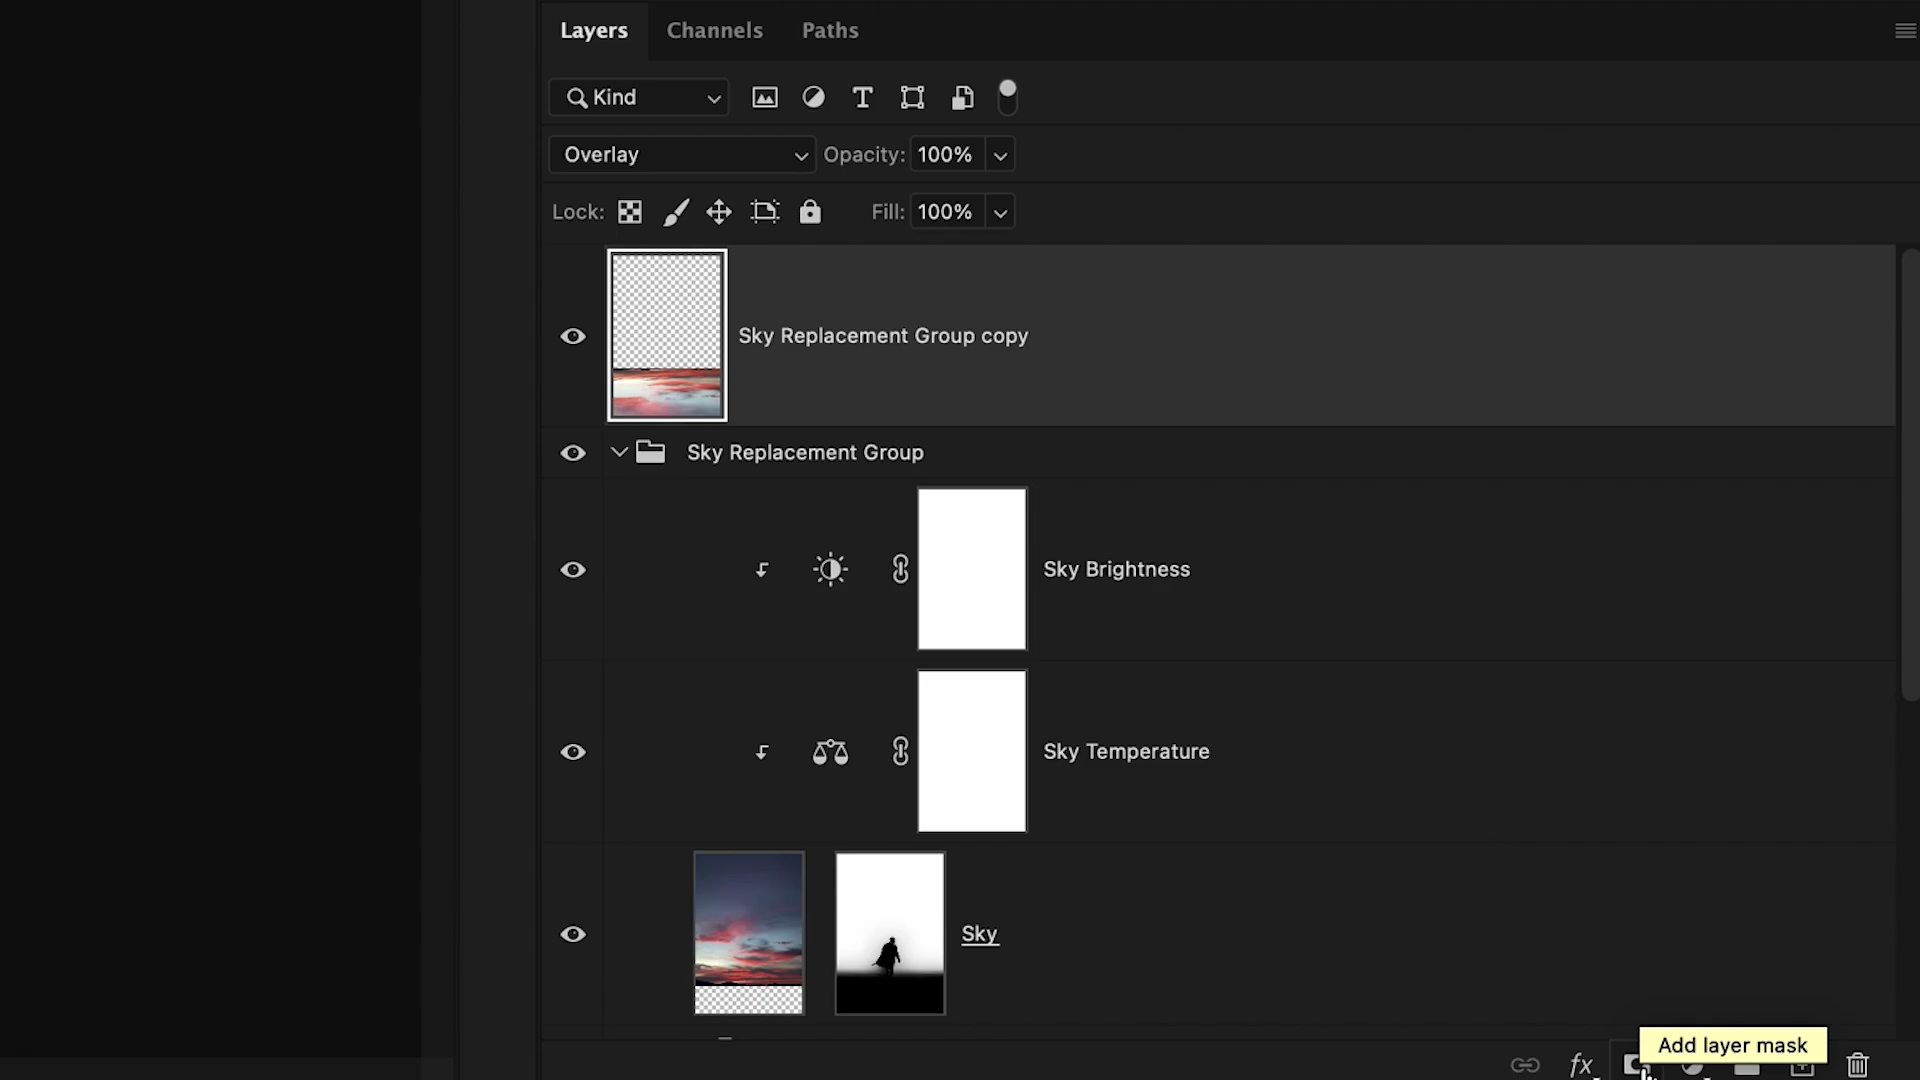 Layers Channels Paths
Kind
Overlay Opacity: 100%
Lock: Fill: 100%
Sky Replacement Group copy
Sky Replacement Group
Sky Brightness
Sky Temperature
Sky
Add layer mask
fx